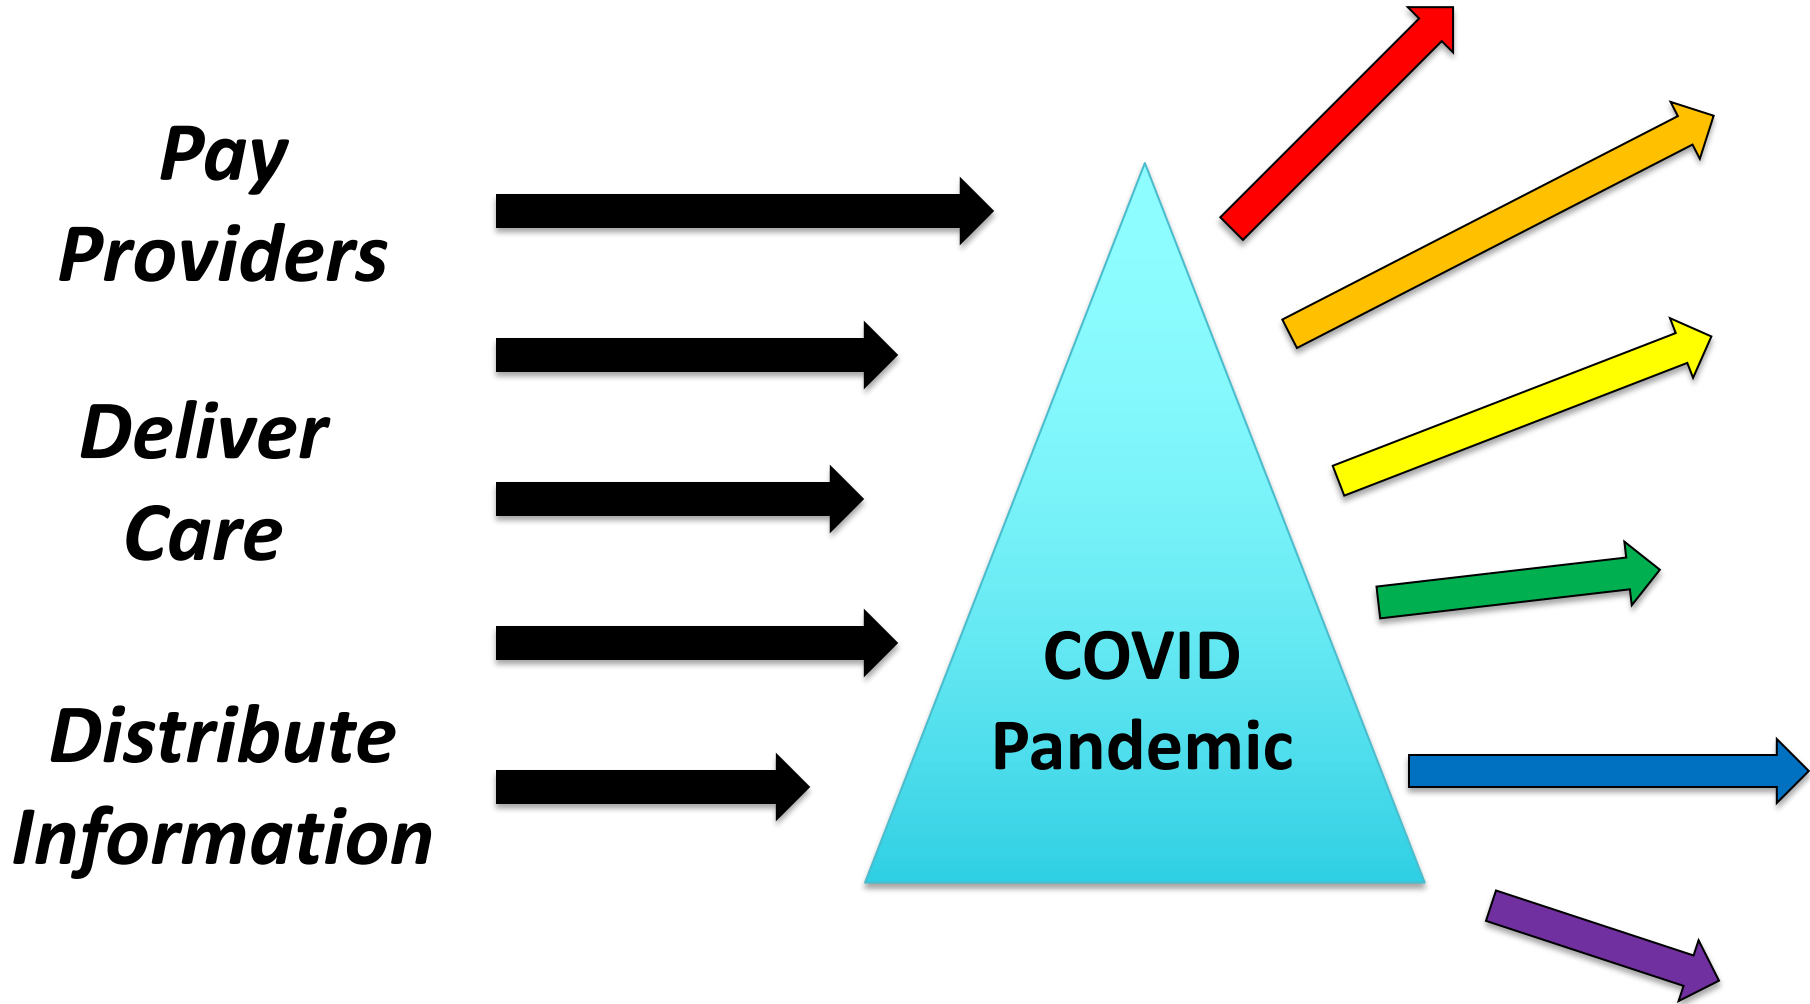 Pay
Providers
Deliver
Care
Distribute
Information
COVID
Pandemic